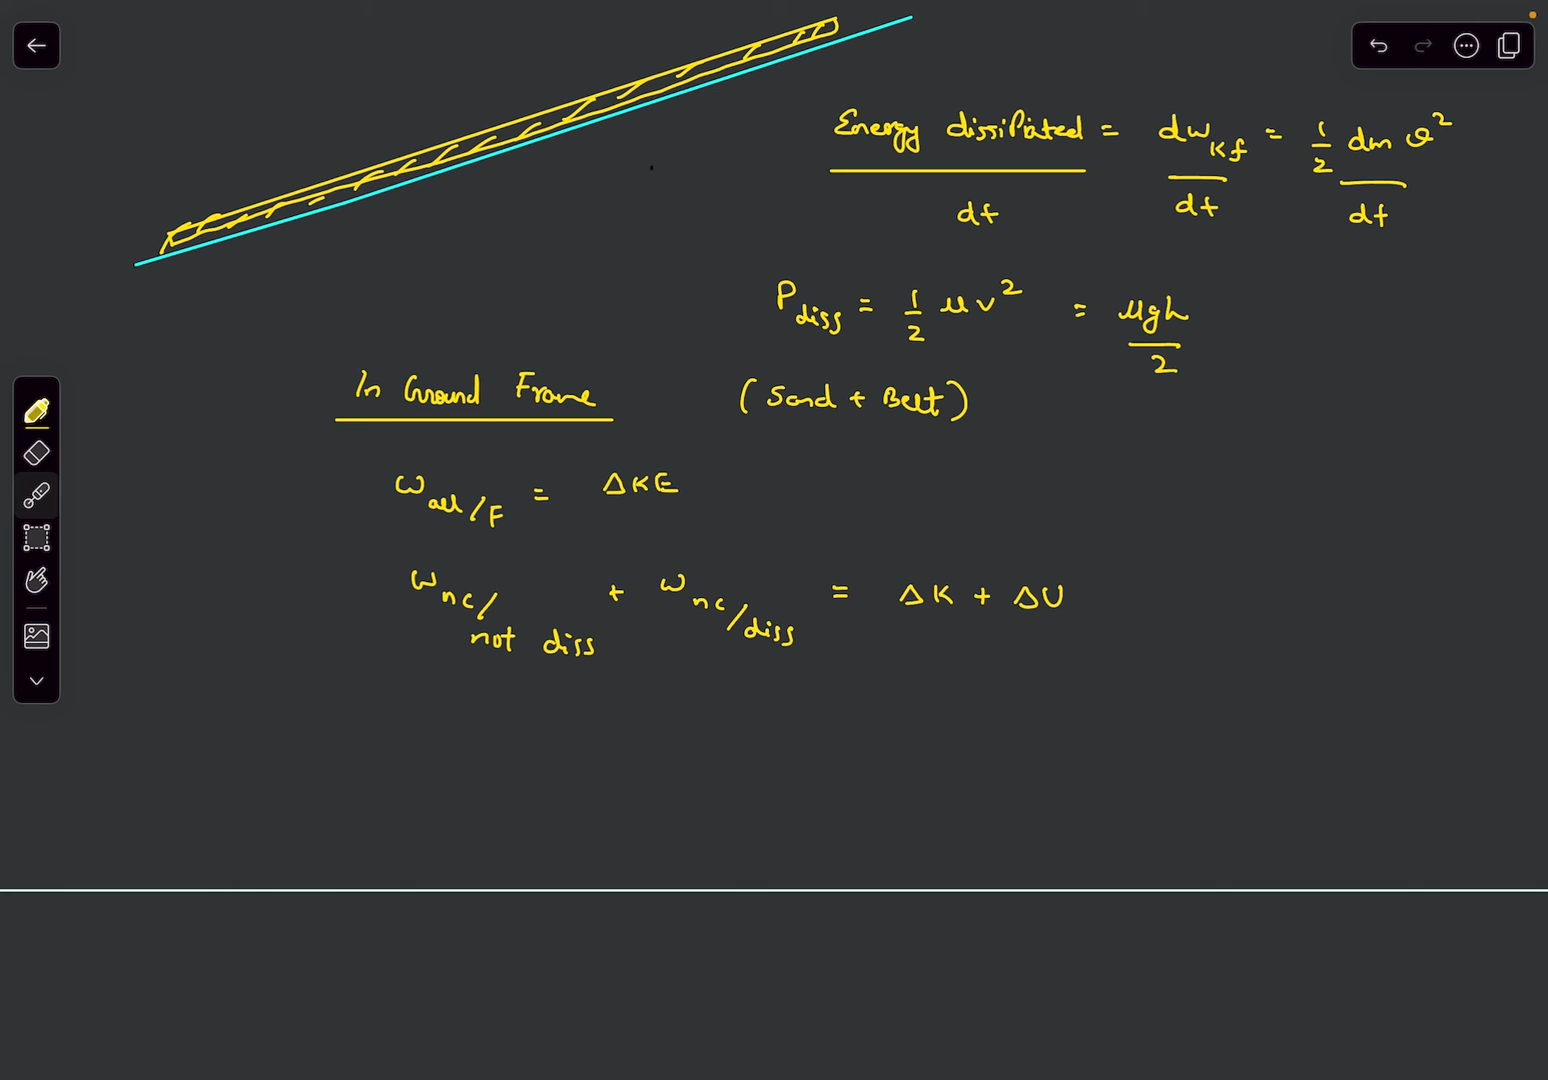 Energy dissipiated / dt = dw_kf / dt = 1/2 dm v² / dt
P_diss = 1/2 μv² = μgh / 2
In Ground Frame (Sand + Belt)
W_all/F = ΔKE
W_nc/not diss + W_nc/diss = ΔK + ΔU